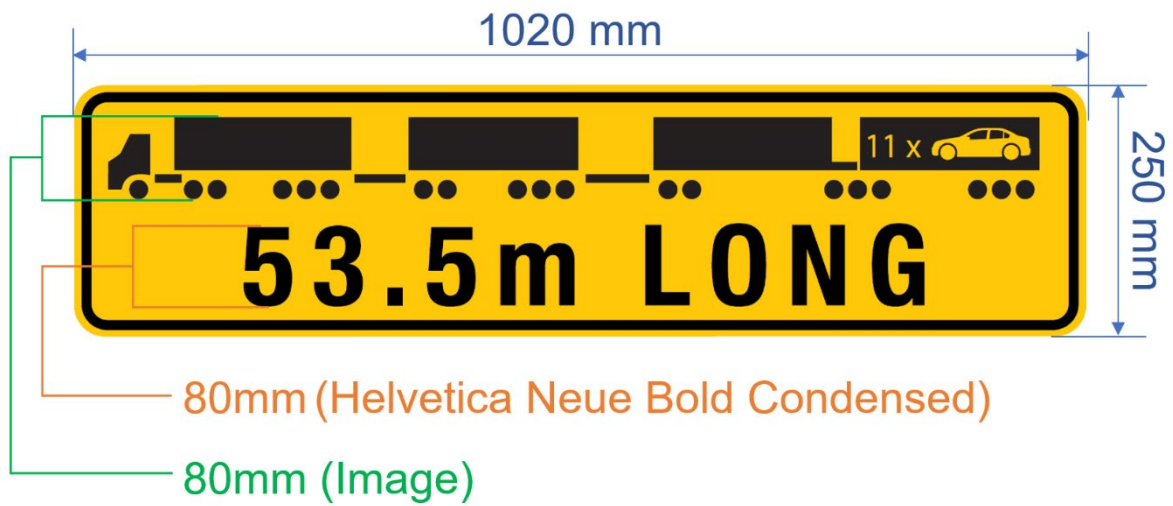 1020 mm
250 mm
11 x
53.5m LONG
80mm (Helvetica Neue Bold Condensed)
80mm (Image)